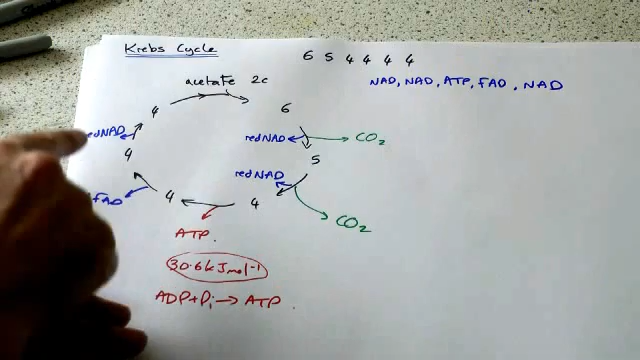 Krebs Cycle
6 5 4 4 4 4
NAD, NAD, ATP, FAD, NAD
acetate 2c
4
6
redNAD
redNAD
CO2
4
5
redNAD
FAD
4
4
CO2
ATP.
30.6kJmol-1
ADP+Pi → ATP